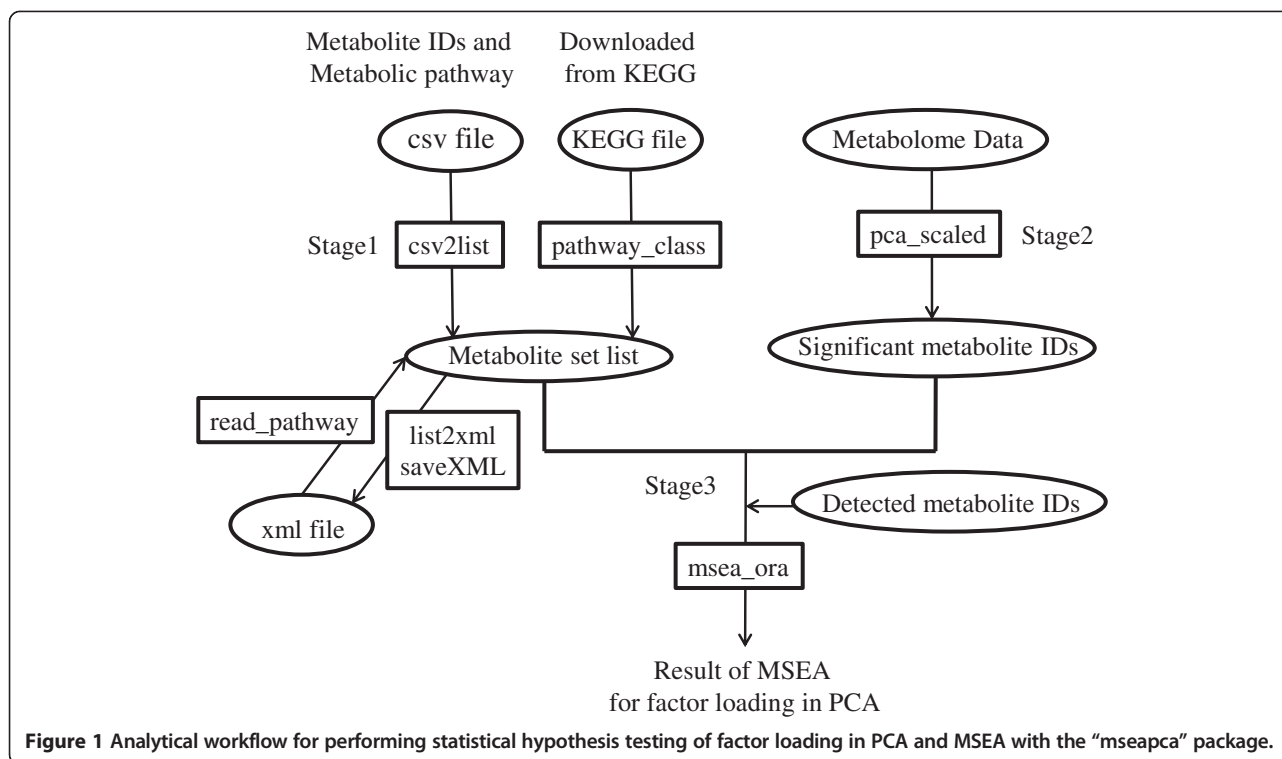 Metabolite IDs and
Metabolic pathway
Downloaded
from KEGG
csv file
KEGG file
Metabolome Data
Stage1
csv2list
pathway_class
pca_scaled
Stage2
Metabolite set list
Significant metabolite IDs
read_pathway
list2xml
saveXML
Stage3
xml file
Detected metabolite IDs
msea_ora
Result of MSEA
for factor loading in PCA
Figure 1 Analytical workflow for performing statistical hypothesis testing of factor loading in PCA and MSEA with the “mseapca” package.